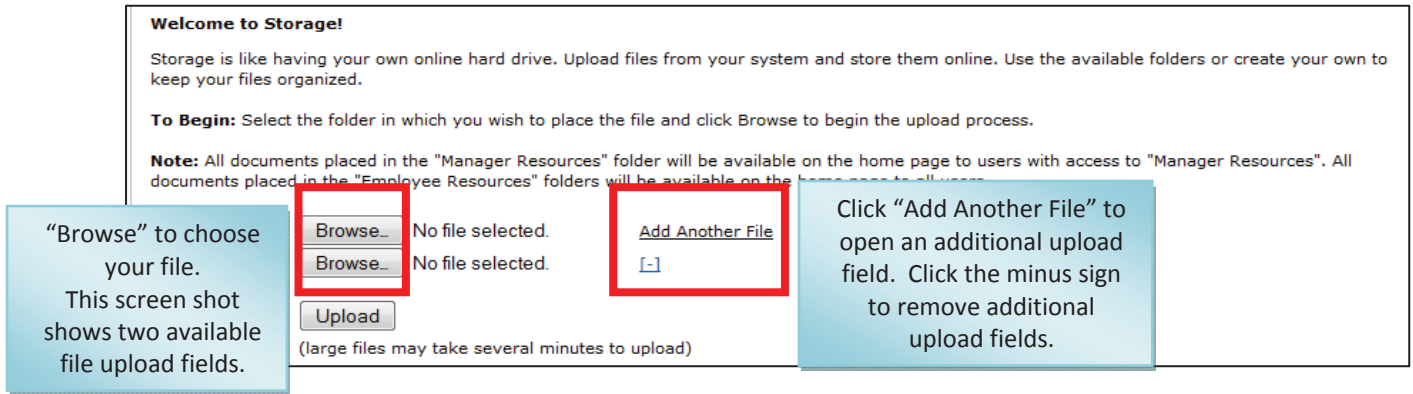 Welcome to Storage!
Storage is like having your own online hard drive. Upload files from your system and store them online. Use the available folders or create your own to
keep your files organized.
To Begin: Select the folder in which you wish to place the file and click Browse to begin the upload process.
Note: All documents placed in the "Manager Resources" folder will be available on the home page to users with access to "Manager Resources". All
documents placed in the "Employee Resources" folders will be available on the home page to all users
“Browse” to choose
your file.
This screen shot
shows two available
file upload fields.
Browse… No file selected. Add Another File
Browse… No file selected. [-]
Upload
(large files may take several minutes to upload)
Click “Add Another File” to
open an additional upload
field. Click the minus sign
to remove additional
upload fields.